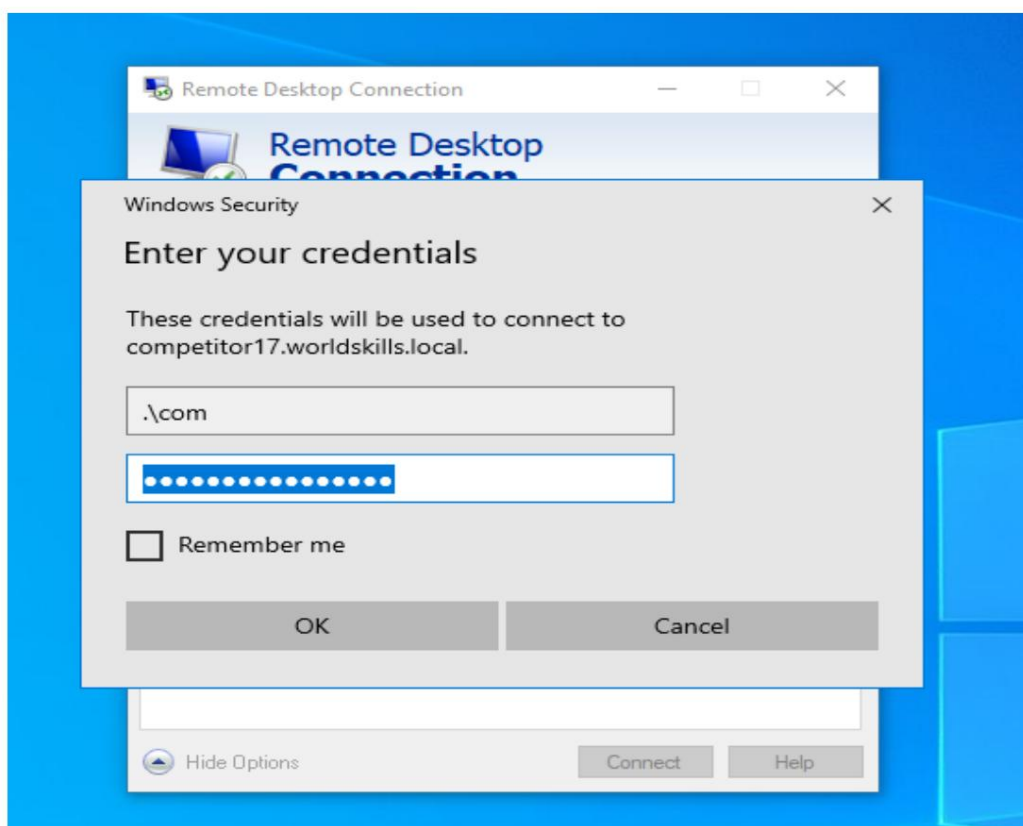 Remote Desktop Connection
Remote Desktop
Connection
Windows Security
Enter your credentials
These credentials will be used to connect to
competitor17.worldskills.local.
.\com
••••••••••••••••
Remember me
OK
Cancel
Hide Options
Connect
Help